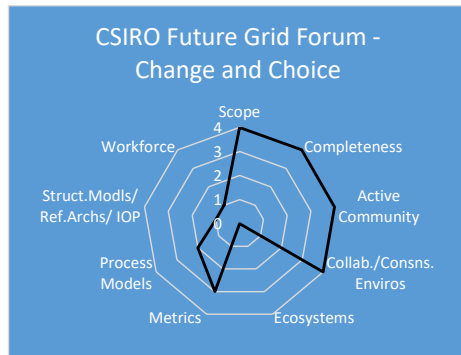 CSIRO Future Grid Forum -
Change and Choice
Scope
Completeness
Active
Community
Collab./Consns.
Enviros
Ecosystems
Metrics
Process
Models
Struct.Modls/
Ref.Archs/ IOP
Workforce
4
3
2
1
0